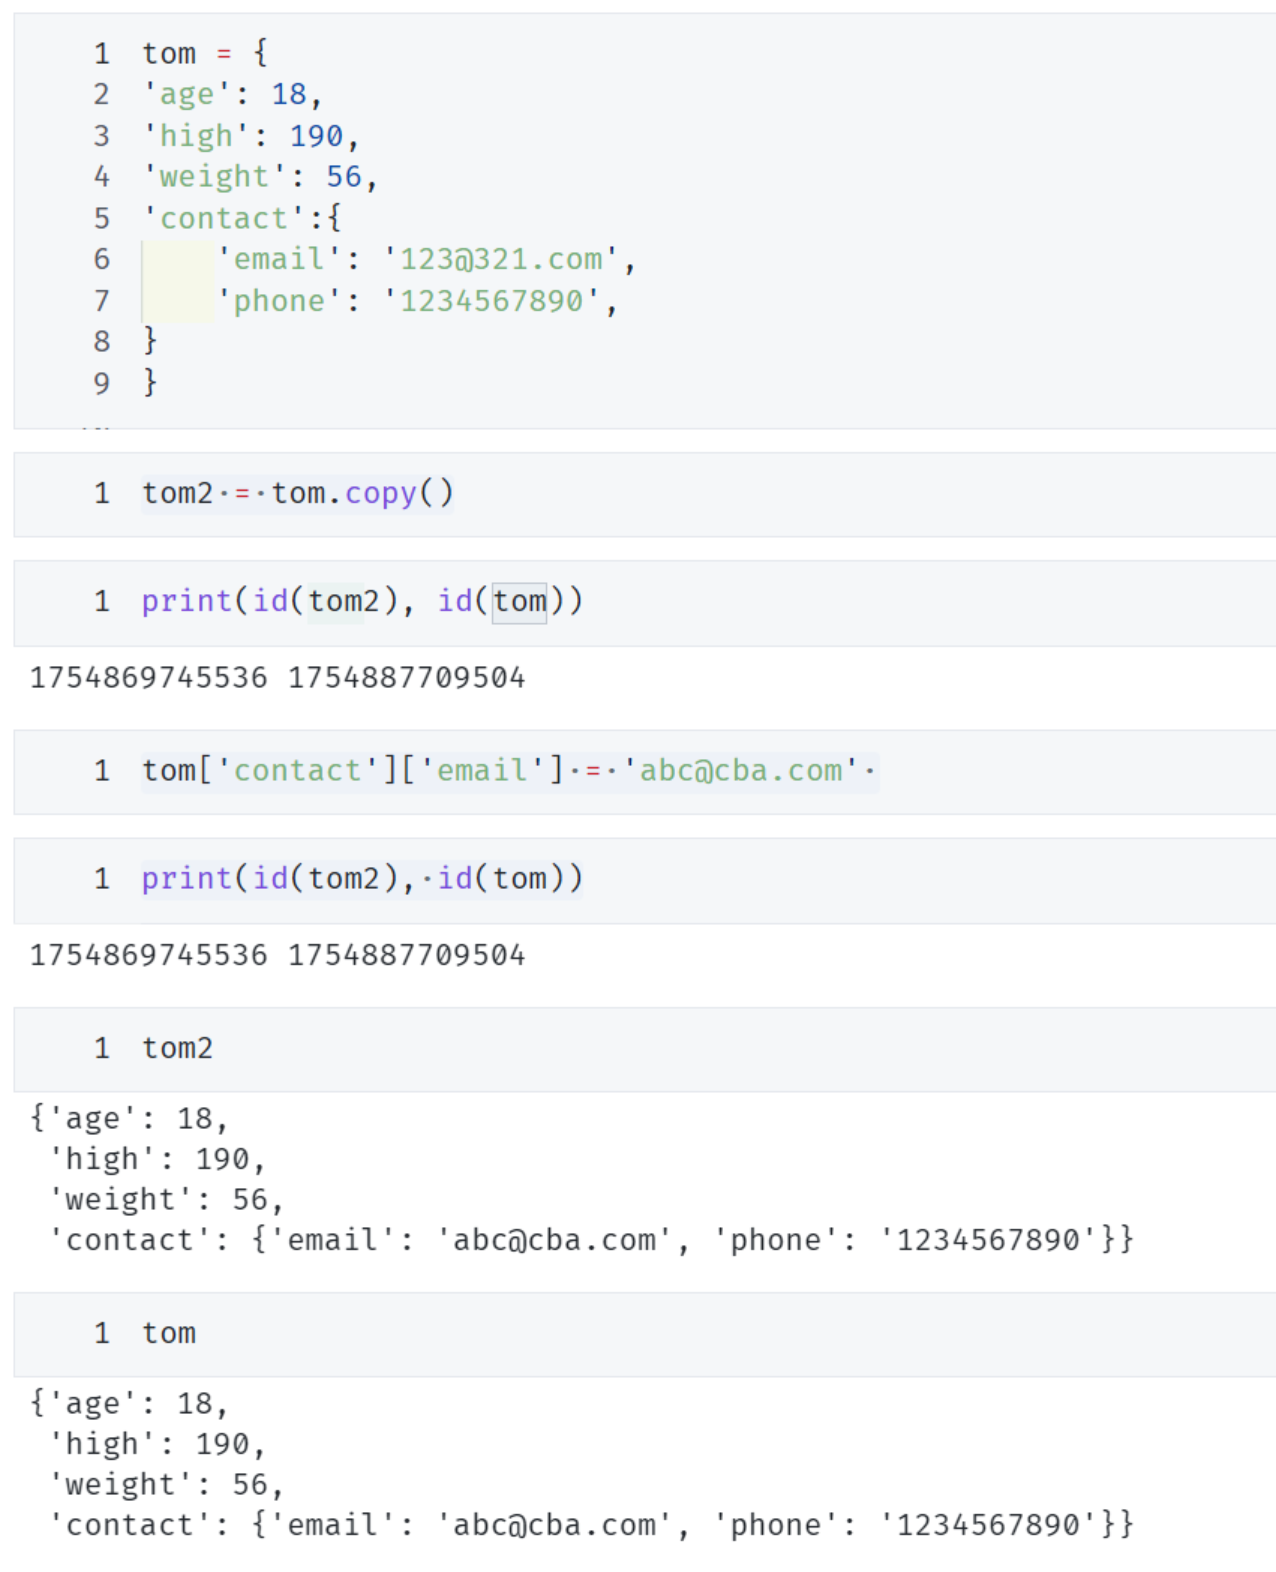 1 tom = {
2 'age': 18,
3 'high': 190,
4 'weight': 56,
5 'contact':{
6 'email': '123@321.com',
7 'phone': '1234567890',
8 }
9 }
1 tom2·=·tom.copy()
1 print(id(tom2), id(tom))
1754869745536 1754887709504
1 tom['contact']['email']·=·'abc@cba.com'·
1 print(id(tom2),·id(tom))
1754869745536 1754887709504
1 tom2
{'age': 18,
'high': 190,
'weight': 56,
'contact': {'email': 'abc@cba.com', 'phone': '1234567890'}}
1 tom
{'age': 18,
'high': 190,
'weight': 56,
'contact': {'email': 'abc@cba.com', 'phone': '1234567890'}}